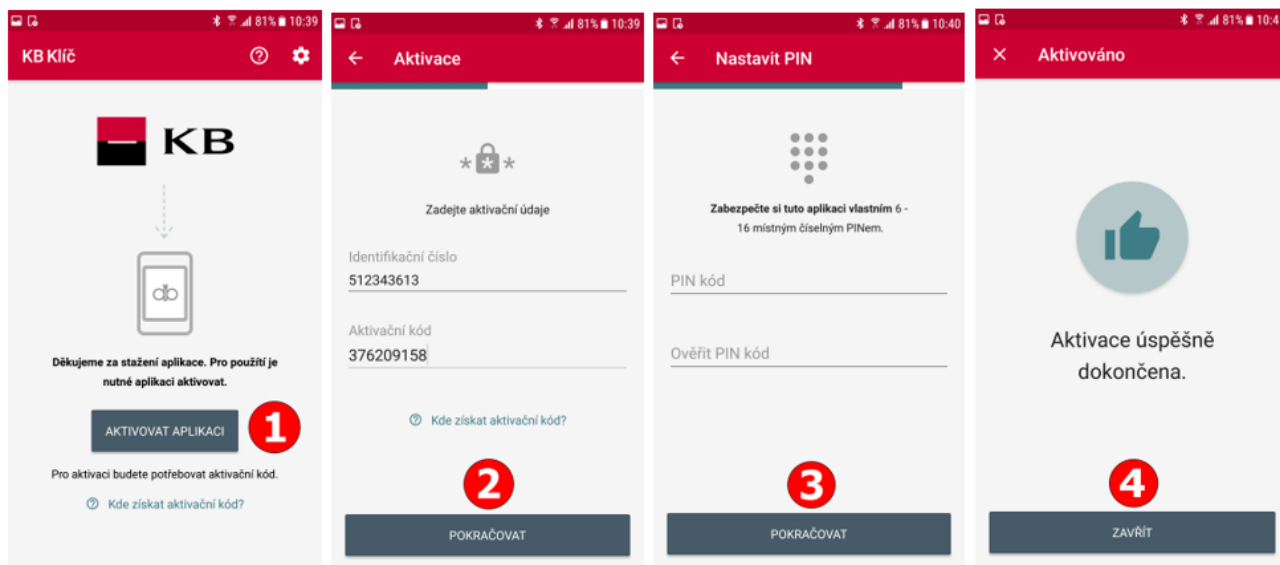 81% 10:39
KB Klíč
KB
Děkujeme za stažení aplikace. Pro použítí je
nutné aplikaci aktivovat.
AKTIVOVAT APLIKACI
1
Pro aktivaci budete potřebovat aktivační kód.
Kde získat aktivační kód?
81% 10:39
Aktivace
* * *
Zadejte aktivační údaje
Identifikační číslo
512343613
Aktivační kód
376209158
Kde získat aktivační kód?
2
POKRAČOVAT
81% 10:40
Nastavit PIN
Zabezpečte si tuto aplikaci vlastním 6 -
16 místným číselným PINem.
PIN kód
Ověřit PIN kód
3
POKRAČOVAT
81% 10:4
Aktivováno
Aktivace úspěšně
dokončena.
4
ZAVŘÍT